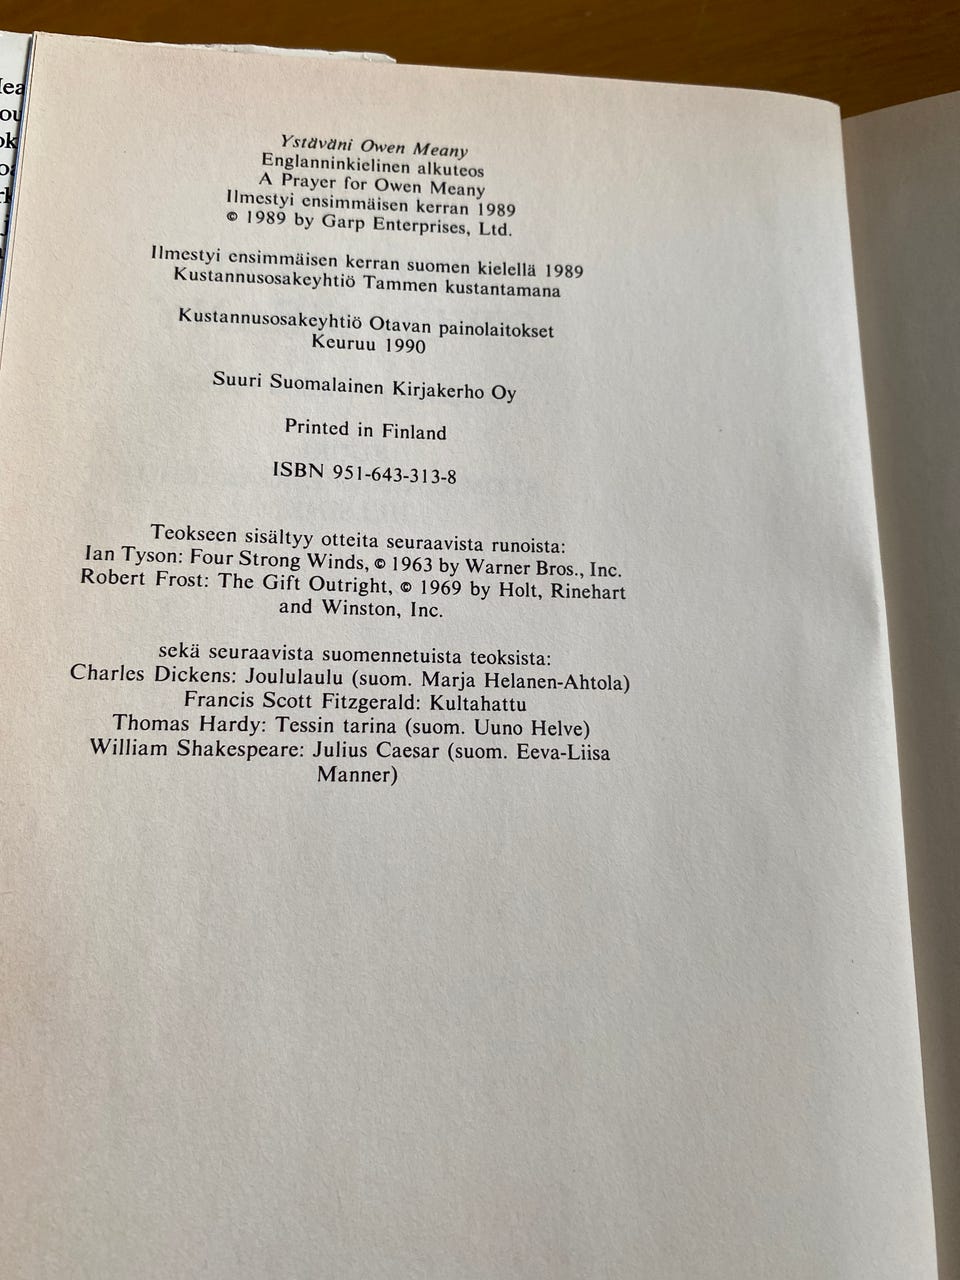 Ystäväni Owen Meany
Englanninkielinen alkuteos
A Prayer for Owen Meany
Ilmestyi ensimmäisen kerran 1989
© 1989 by Garp Enterprises, Ltd.
Ilmestyi ensimmäisen kerran suomen kielellä 1989
Kustannusosakeyhtiö Tammen kustantamana
Kustannusosakeyhtiö Otavan painolaitokset
Keuruu 1990
Suuri Suomalainen Kirjakerho Oy
Printed in Finland
ISBN 951-643-313-8
Teokseen sisältyy otteita seuraavista runoista:
Ian Tyson: Four Strong Winds, © 1963 by Warner Bros., Inc.
Robert Frost: The Gift Outright, © 1969 by Holt, Rinehart
and Winston, Inc.
sekä seuraavista suomennetuista teoksista:
Charles Dickens: Joululaulu (suom. Marja Helanen-Ahtola)
Francis Scott Fitzgerald: Kultahattu
Thomas Hardy: Tessin tarina (suom. Uuno Helve)
William Shakespeare: Julius Caesar (suom. Eeva-Liisa
Manner)